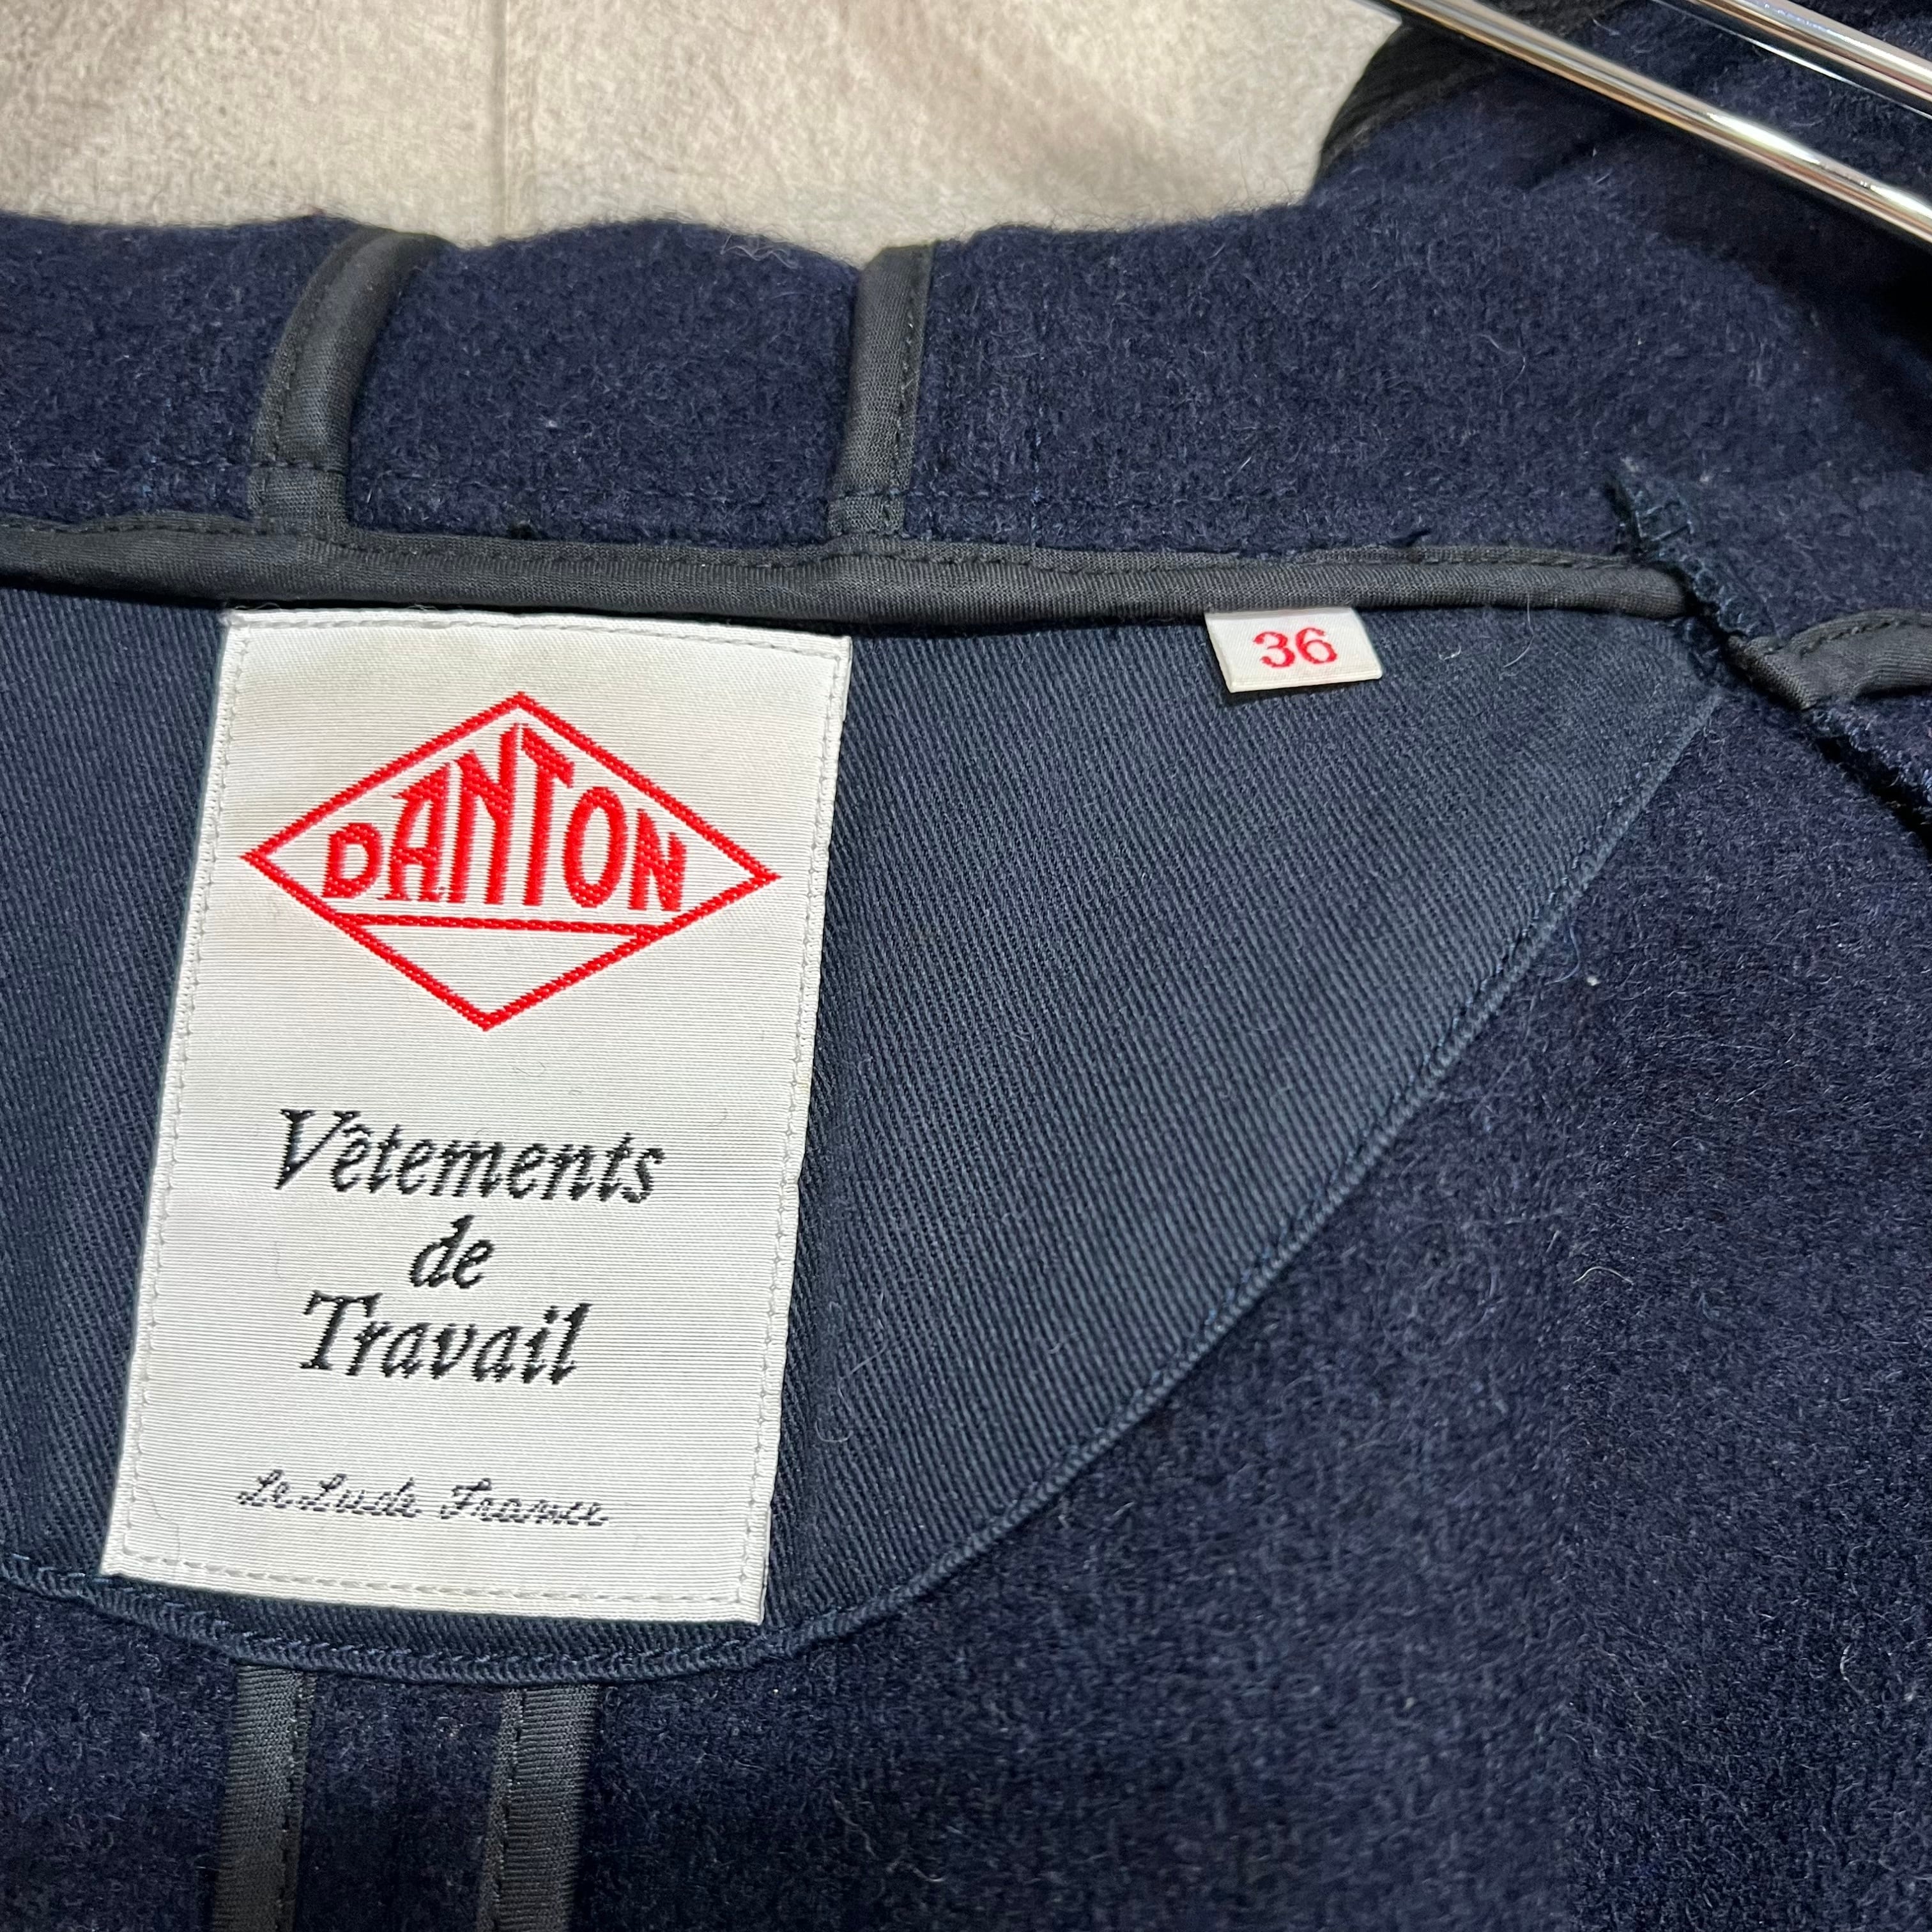 36
DANTON
Vêtements
de
Travail
Le Lude France